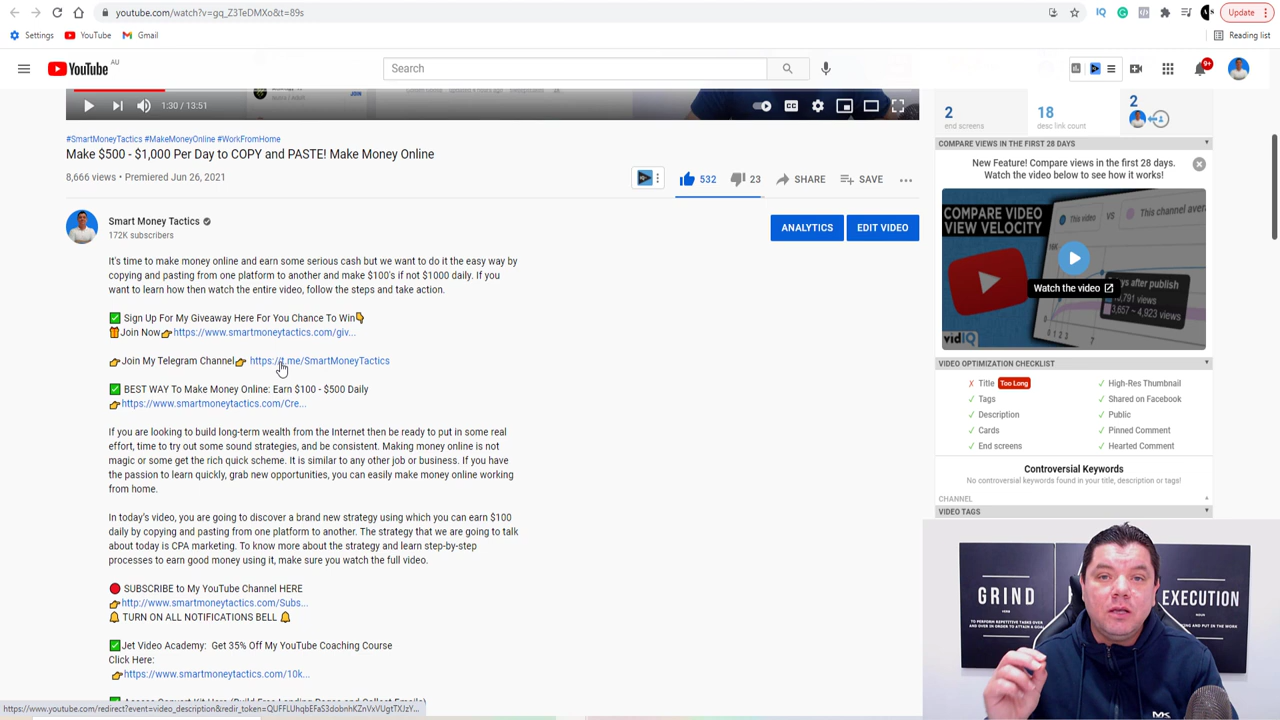 youtube.com/watch?v=gq_Z3TeDMXo&t=89s
Update
Settings
YouTube
Gmail
Reading list
YouTube AU
Search
9+
1:30 / 13:51
#SmartMoneyTactics #MakeMoneyOnline #WorkFromHome
Make $500 - $1,000 Per Day to COPY and PASTE! Make Money Online
8,666 views • Premiered Jun 26, 2021
532
23
SHARE
SAVE
Smart Money Tactics
172K subscribers
ANALYTICS
EDIT VIDEO
It's time to make money online and earn some serious cash but we want to do it the easy way by
copying and pasting from one platform to another and make $100's if not $1000 daily. If you
want to learn how then watch the entire video, follow the steps and take action.
✅ Sign Up For My Giveaway Here For You Chance To Win👇
🎁Join Now👉https://www.smartmoneytactics.com/giv...
👉Join My Telegram Channel👉 https://t.me/SmartMoneyTactics
✅ BEST WAY To Make Money Online: Earn $100 - $500 Daily
👉https://www.smartmoneytactics.com/Cre...
If you are looking to build long-term wealth from the Internet then be ready to put in some real
effort, time to try out some sound strategies, and be consistent. Making money online is not
magic or some get the rich quick scheme. It is similar to any other job or business. If you have
the passion to learn quickly, grab new opportunities, you can easily make money online working
from home.
In today's video, you are going to discover a brand new strategy using which you can earn $100
daily by copying and pasting from one platform to another. The strategy that we are going to talk
about today is CPA marketing. To know more about the strategy and learn step-by-step
processes to earn good money using it, make sure you watch the full video.
🔴 SUBSCRIBE to My YouTube Channel HERE
👉http://www.smartmoneytactics.com/Subs...
🔔 TURN ON ALL NOTIFICATIONS BELL 🔔
✅Jet Video Academy: Get 35% Off My YouTube Coaching Course
Click Here:
👉https://www.smartmoneytactics.com/10k...
2
end screens
18
desc link count
2
COMPARE VIEWS IN THE FIRST 28 DAYS
New Feature! Compare views in the first 28 days.
Watch the video below to see how it works!
COMPARE VIDEO
VIEW VELOCITY
This video
vs
This channel
Watch the video
days after publish
3,657 – 4,923 views
vidIQ
VIDEO OPTIMIZATION CHECKLIST
✗ Title Too Long
✓ Tags
✓ Description
✓ Cards
✓ End screens
✓ High-Res Thumbnail
✓ Shared on Facebook
✓ Public
✓ Pinned Comment
✓ Hearted Comment
Controversial Keywords
No controversial keywords found in your title, description or tags!
CHANNEL
VIDEO TAGS
GRIND
EXECUTION
MK